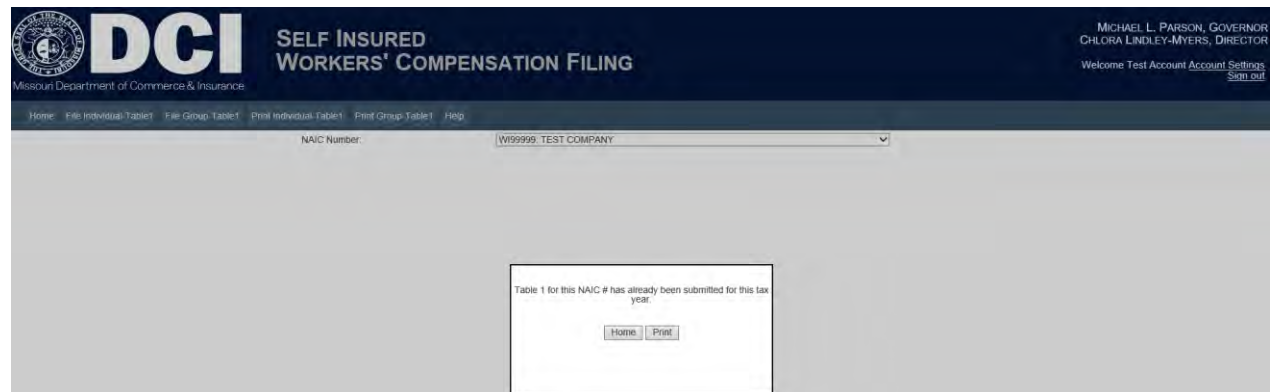 DCI
Missouri Department of Commerce & Insurance
SELF INSURED
WORKERS' COMPENSATION FILING
MICHAEL L. PARSON, GOVERNOR
CHLORA LINDLEY-MYERS, DIRECTOR
Welcome Test Account Account Settings
Sign out
Home File Individual-Table1 File Group-Table1 Print Individual-Table1 Print Group-Table1 Help
NAIC Number: WI99999 TEST COMPANY
Table 1 for this NAIC # has already been submitted for this tax
year.
Home Print